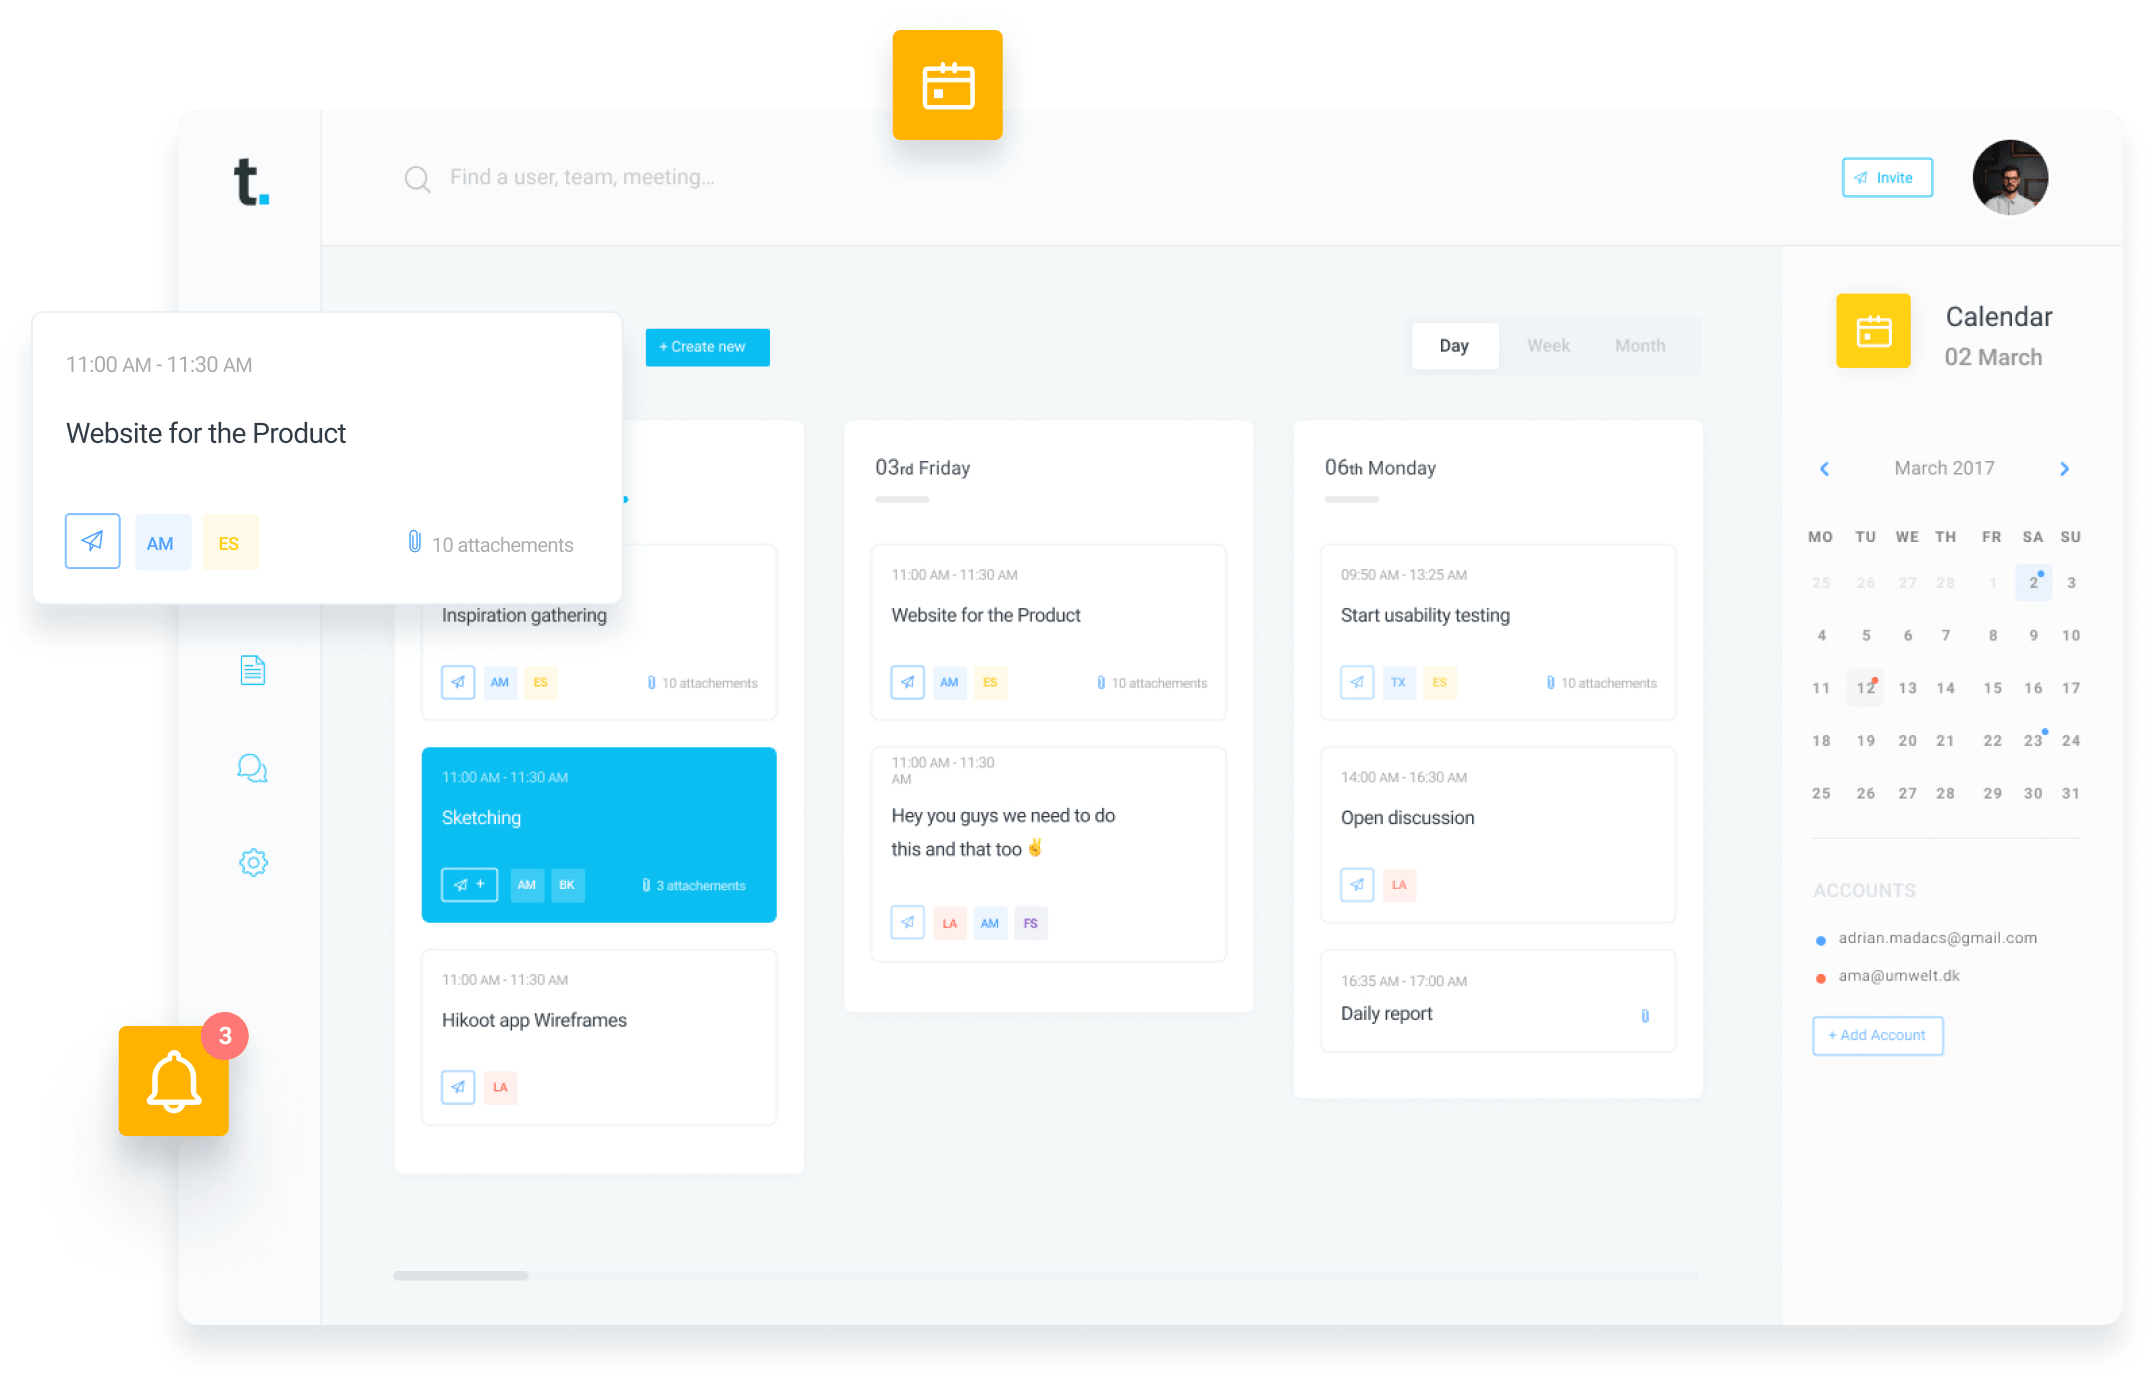 t.
Find a user, team, meeting...
Invite
11:00 AM - 11:30 AM
Website for the Product
AM ES 10 attachements
+ Create new
Day Week Month
Inspiration gathering
AM ES 10 attachements
11:00 AM - 11:30 AM
Sketching
+ AM BK 3 attachements
11:00 AM - 11:30 AM
Hikoot app Wireframes
LA
03rd Friday
11:00 AM - 11:30 AM
Website for the Product
AM ES 10 attachements
11:00 AM - 11:30
AM
Hey you guys we need to do
this and that too ✌
LA AM FS
06th Monday
09:50 AM - 13:25 AM
Start usability testing
TX ES 10 attachements
14:00 AM - 16:30 AM
Open discussion
LA
16:35 AM - 17:00 AM
Daily report
Calendar
02 March
March 2017
MO TU WE TH FR SA SU
25 26 27 28 1 2 3
4 5 6 7 8 9 10
11 12 13 14 15 16 17
18 19 20 21 22 23 24
25 26 27 28 29 30 31
ACCOUNTS
adrian.madacs@gmail.com
ama@umwelt.dk
+ Add Account
3